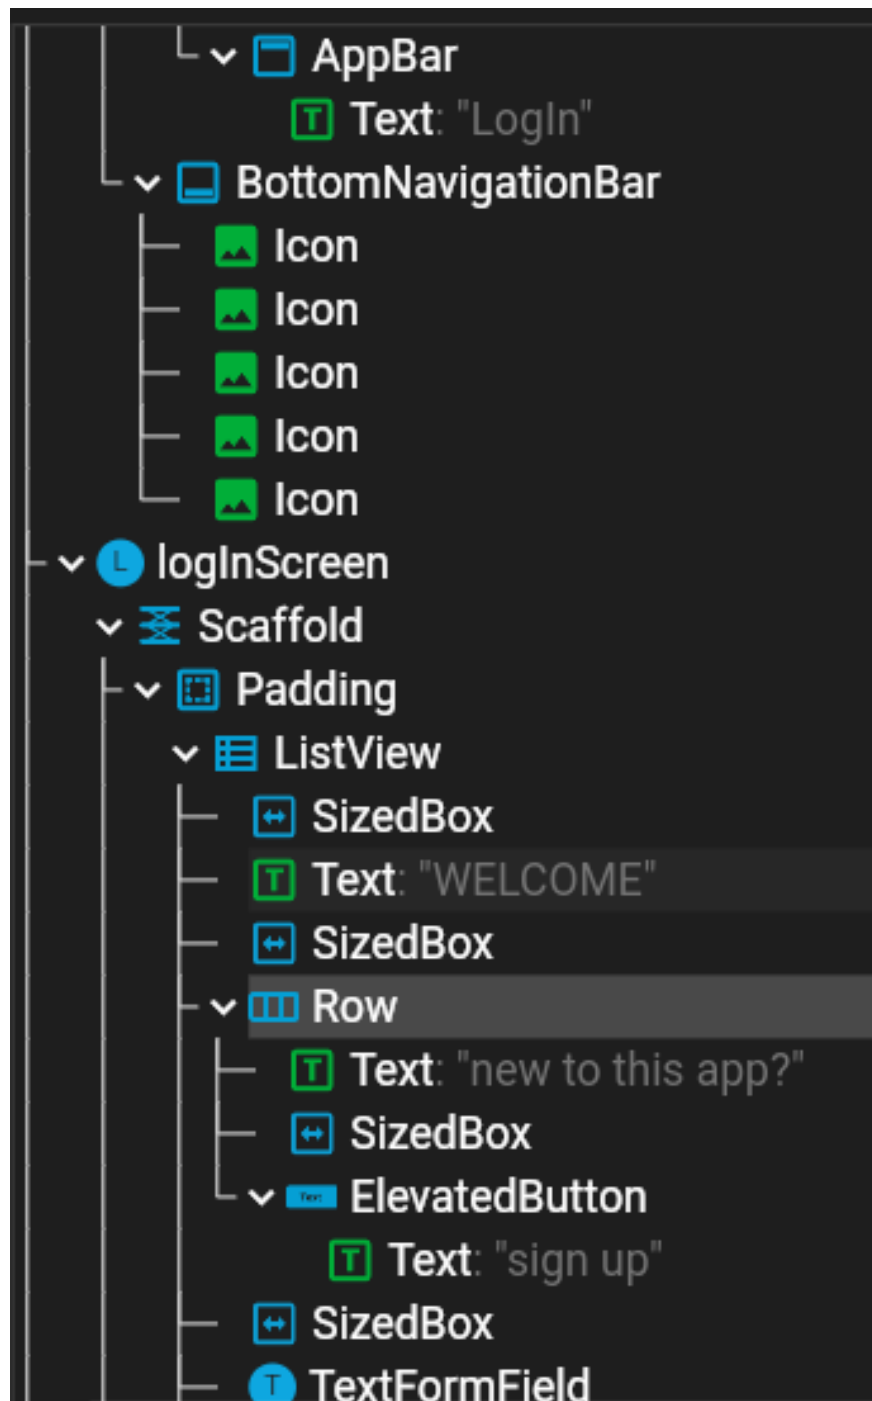 AppBar
T Text: "LogIn"
BottomNavigationBar
Icon
Icon
Icon
Icon
Icon
L logInScreen
Scaffold
Padding
ListView
SizedBox
T Text: "WELCOME"
SizedBox
Row
T Text: "new to this app?"
SizedBox
Text ElevatedButton
T Text: "sign up"
SizedBox
T TextFormField